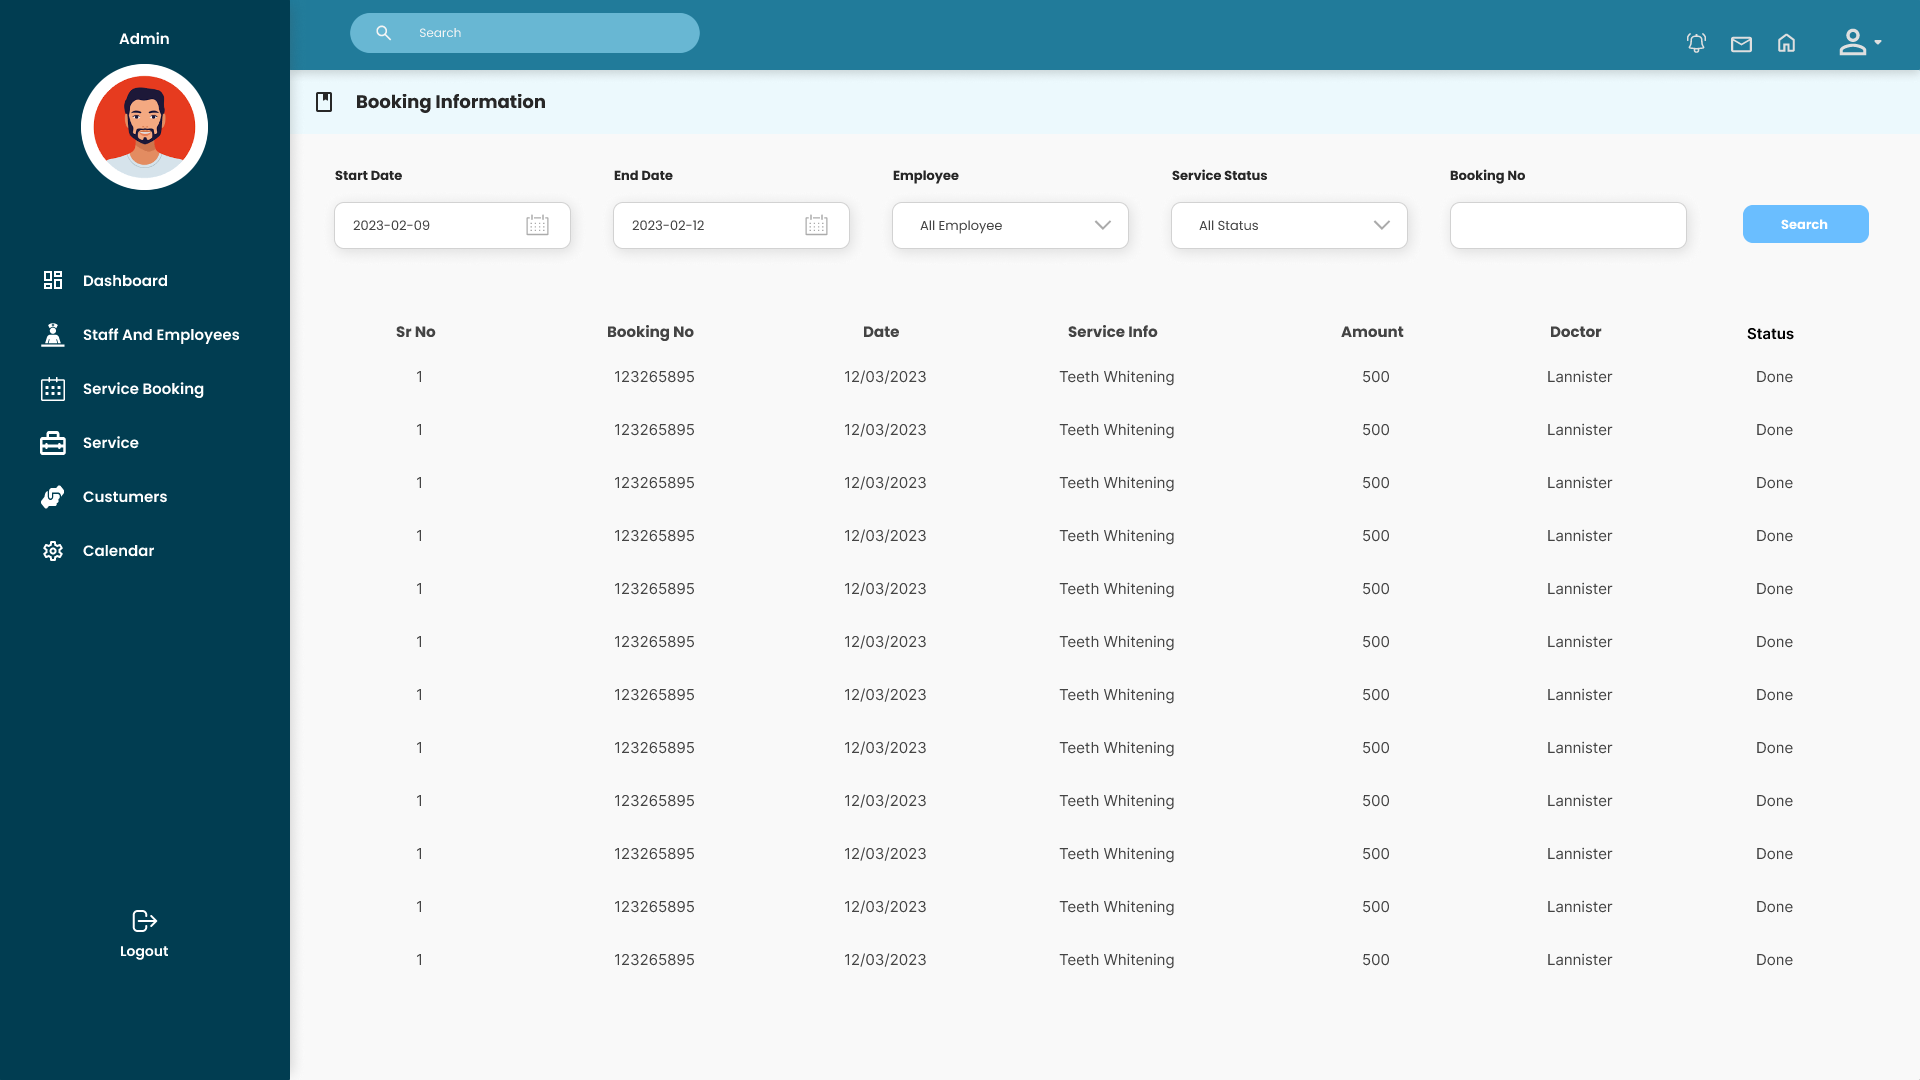 Admin
Search
Booking Information
Start Date End Date Employee Service Status Booking No
2023-02-09 2023-02-12 All Employee All Status Search
Dashboard
Staff And Employees
Service Booking
Service
Custumers
Calendar
Logout
Sr No Booking No Date Service Info Amount Doctor Status
1 123265895 12/03/2023 Teeth Whitening 500 Lannister Done
1 123265895 12/03/2023 Teeth Whitening 500 Lannister Done
1 123265895 12/03/2023 Teeth Whitening 500 Lannister Done
1 123265895 12/03/2023 Teeth Whitening 500 Lannister Done
1 123265895 12/03/2023 Teeth Whitening 500 Lannister Done
1 123265895 12/03/2023 Teeth Whitening 500 Lannister Done
1 123265895 12/03/2023 Teeth Whitening 500 Lannister Done
1 123265895 12/03/2023 Teeth Whitening 500 Lannister Done
1 123265895 12/03/2023 Teeth Whitening 500 Lannister Done
1 123265895 12/03/2023 Teeth Whitening 500 Lannister Done
1 123265895 12/03/2023 Teeth Whitening 500 Lannister Done
1 123265895 12/03/2023 Teeth Whitening 500 Lannister Done